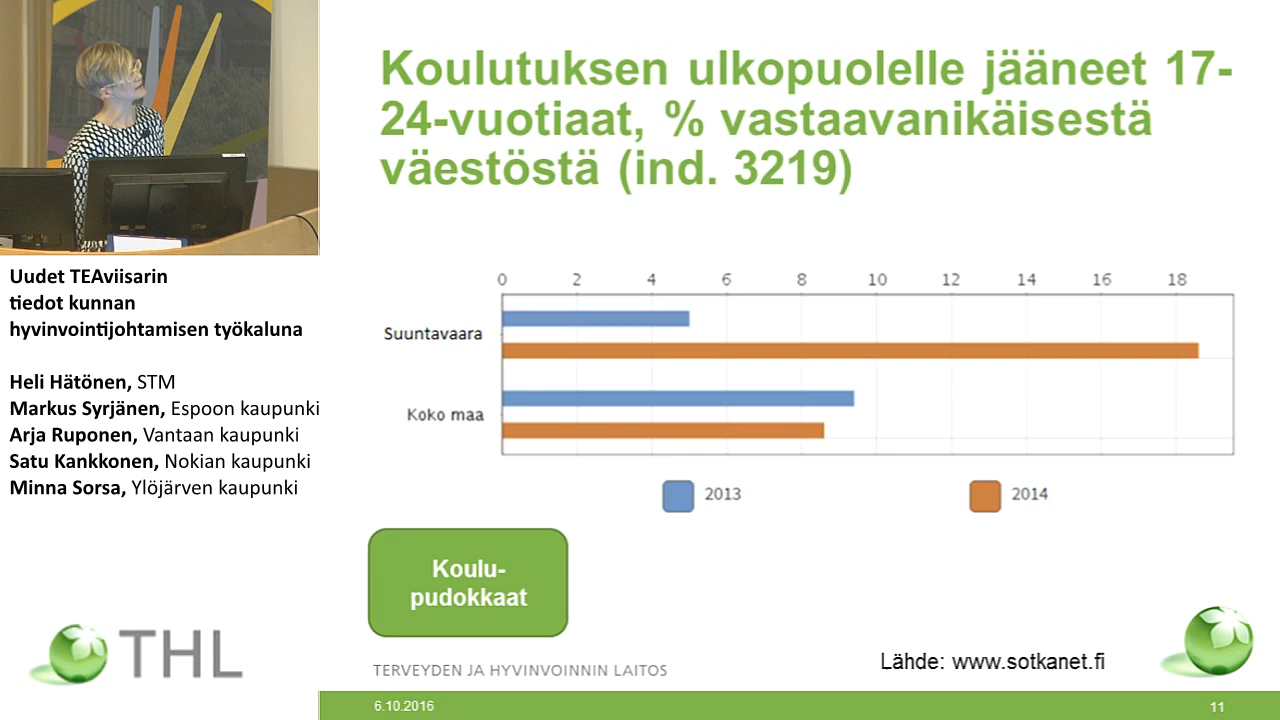 Koulutuksen ulkopuolelle jääneet 17-
24-vuotiaat, % vastaavanikäisestä
väestöstä (ind. 3219)
Uudet TEAviisarin
tiedot kunnan
hyvinvointijohtamisen työkaluna
Heli Hätönen, STM
Markus Syrjänen, Espoon kaupunki
Arja Ruponen, Vantaan kaupunki
Satu Kankkonen, Nokian kaupunki
Minna Sorsa, Ylöjärven kaupunki
THL
0 2 4 6 8 10 12 14 16 18
Suuntavaara
Koko maa
2013 2014
Koulu-
pudokkaat
TERVEYDEN JA HYVINVOINNIN LAITOS
Lähde: www.sotkanet.fi
6.10.2016 11